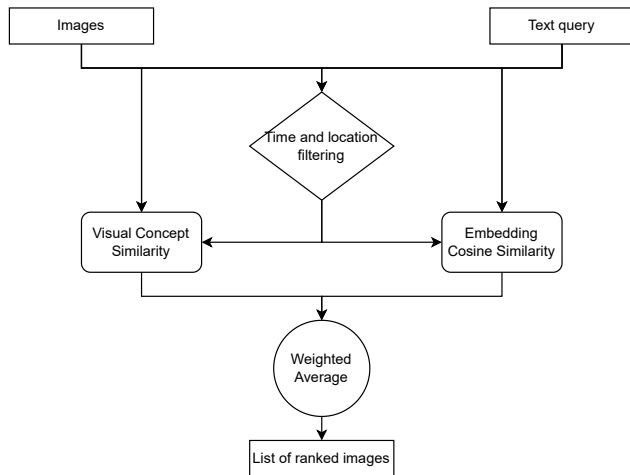 Images
Text query
Time and location
filtering
Visual Concept
Similarity
Embedding
Cosine Similarity
Weighted
Average
List of ranked images